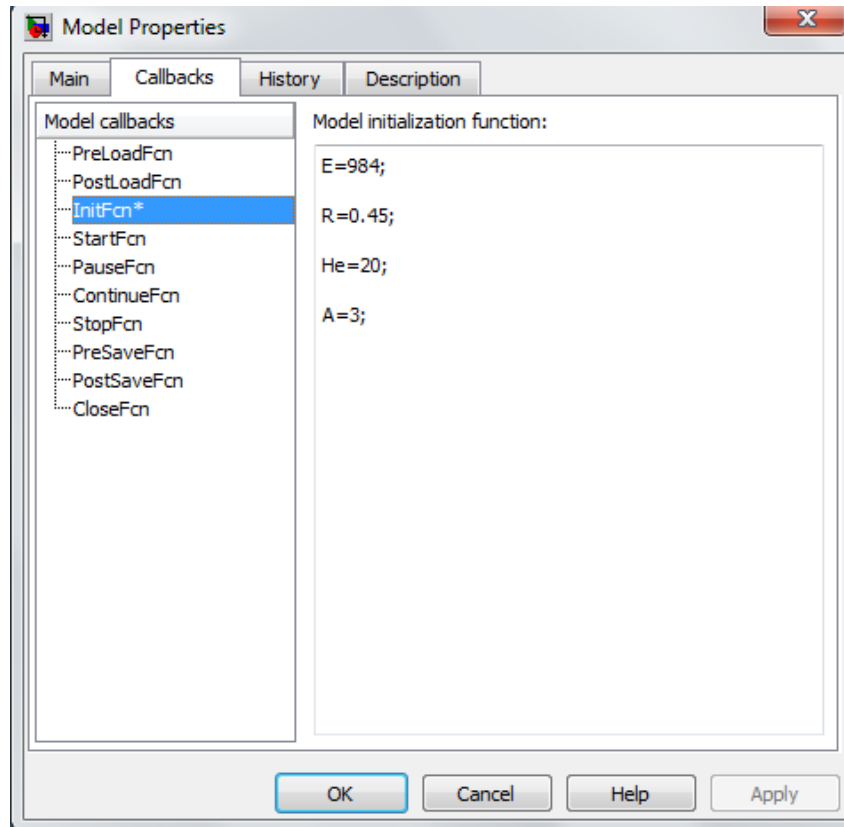 Model Properties
Main Callbacks History Description
Model callbacks
PreLoadFcn
PostLoadFcn
InitFcn*
StartFcn
PauseFcn
ContinueFcn
StopFcn
PreSaveFcn
PostSaveFcn
CloseFcn
Model initialization function:
E=984;
R=0.45;
He=20;
A=3;
OK Cancel Help Apply